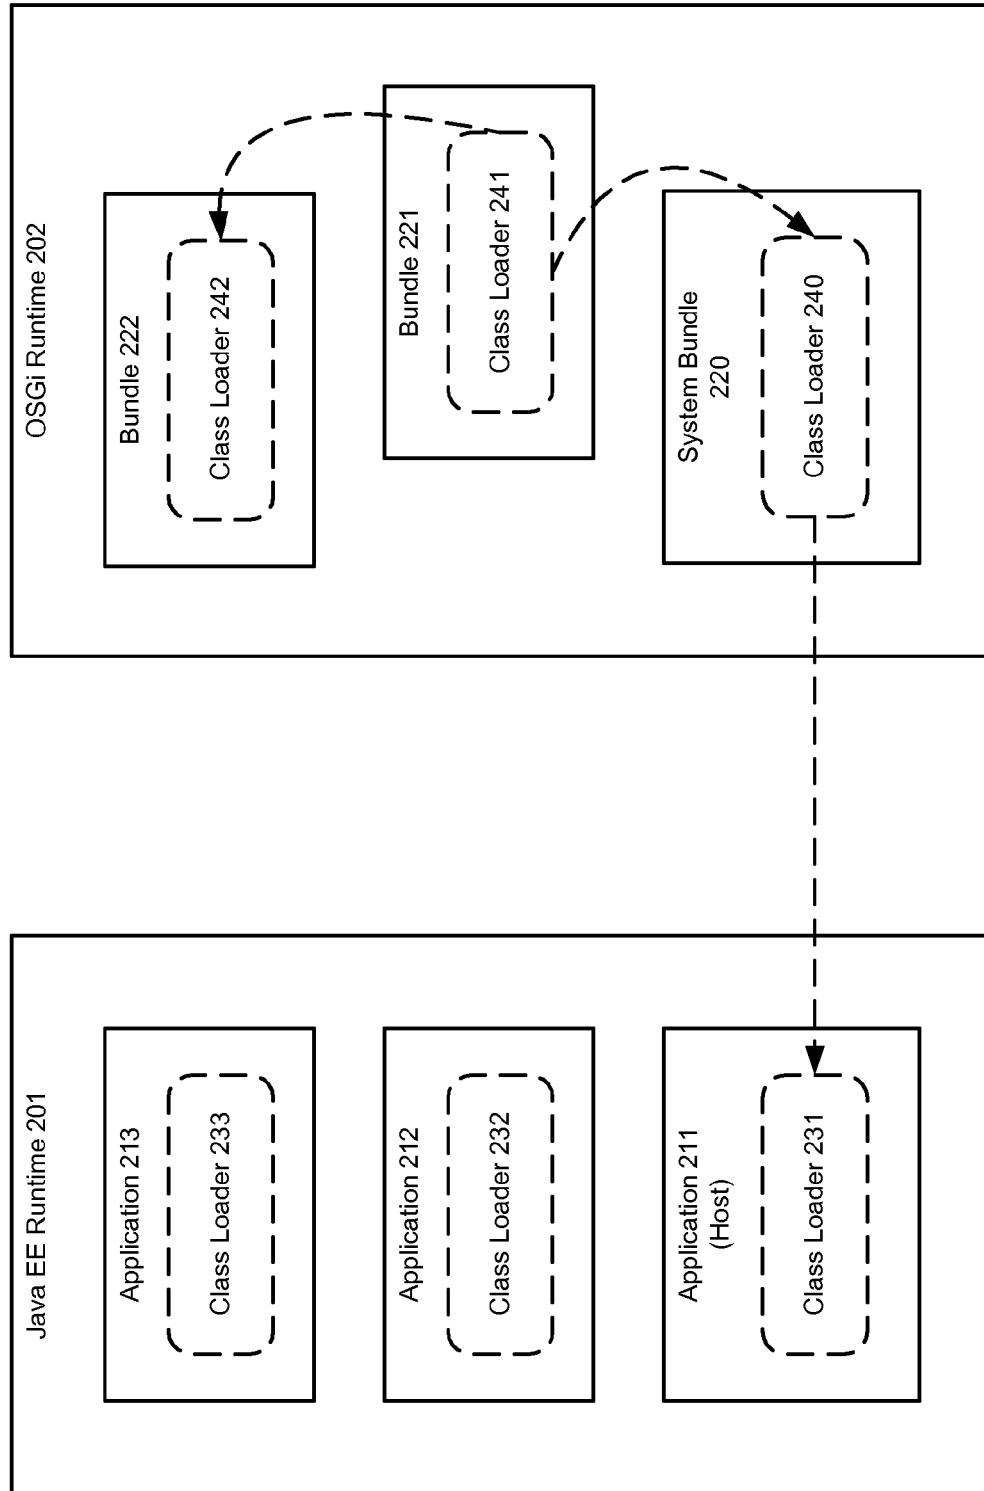 Java EE Runtime 201
Application 213
Class Loader 233
Application 212
Class Loader 232
Application 211
(Host)
Class Loader 231
OSGi Runtime 202
Bundle 222
Class Loader 242
Bundle 221
Class Loader 241
System Bundle
220
Class Loader 240